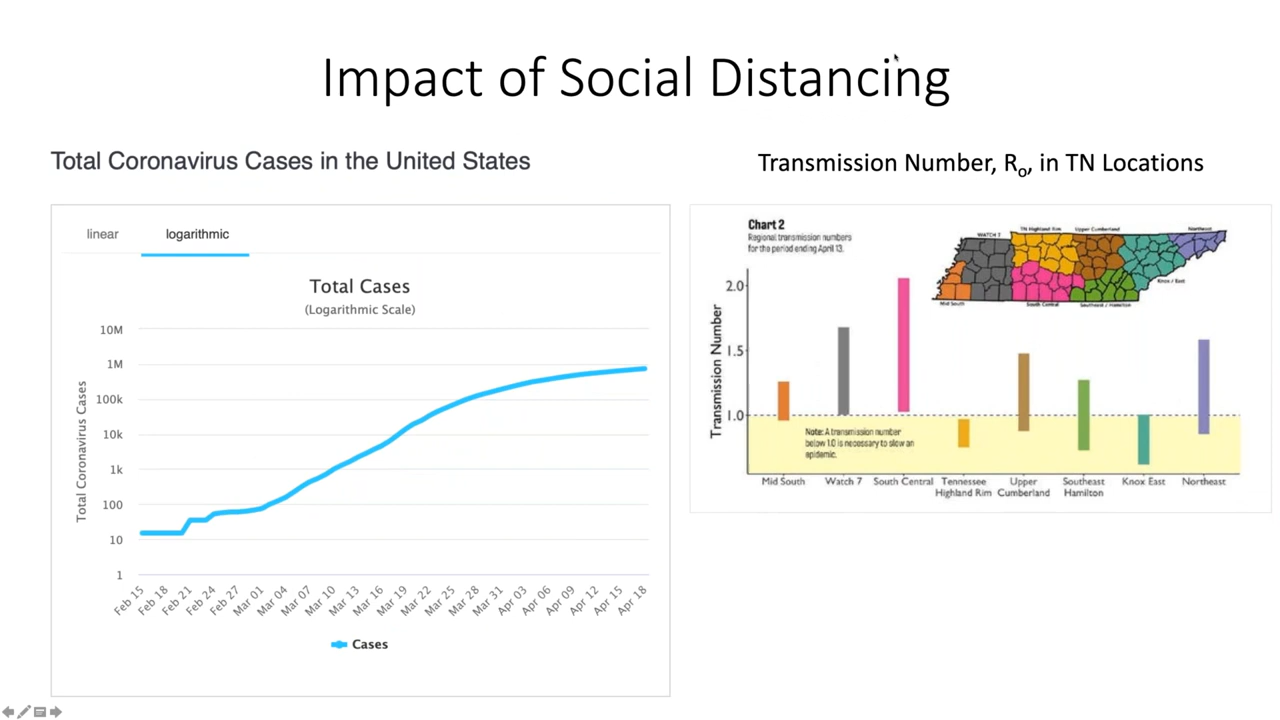 Impact of Social Distancing
Total Coronavirus Cases in the United States
linear
logarithmic
Total Cases
(Logarithmic Scale)
Total Coronavirus Cases
10M
1M
100k
10k
1k
100
10
1
Feb 15
Feb 18
Feb 21
Feb 24
Feb 27
Mar 01
Mar 04
Mar 07
Mar 10
Mar 13
Mar 16
Mar 19
Mar 22
Mar 25
Mar 28
Mar 31
Apr 03
Apr 06
Apr 09
Apr 12
Apr 15
Apr 18
Cases
Transmission Number, Ro, in TN Locations
Chart 2
Regional transmission numbers
for the period ending April 13.
WATCH 7
TN Highland Rim
Upper Cumberland
Northeast
Knox / East
Mid South
South Central
Southeast / Hamilton
Transmission Number
2.0
1.5
1.0
Note: A transmission number
below 1.0 is necessary to slow an
epidemic.
Mid South
Watch 7
South Central
Tennessee
Highland Rim
Upper
Cumberland
Southeast
Hamilton
Knox East
Northeast